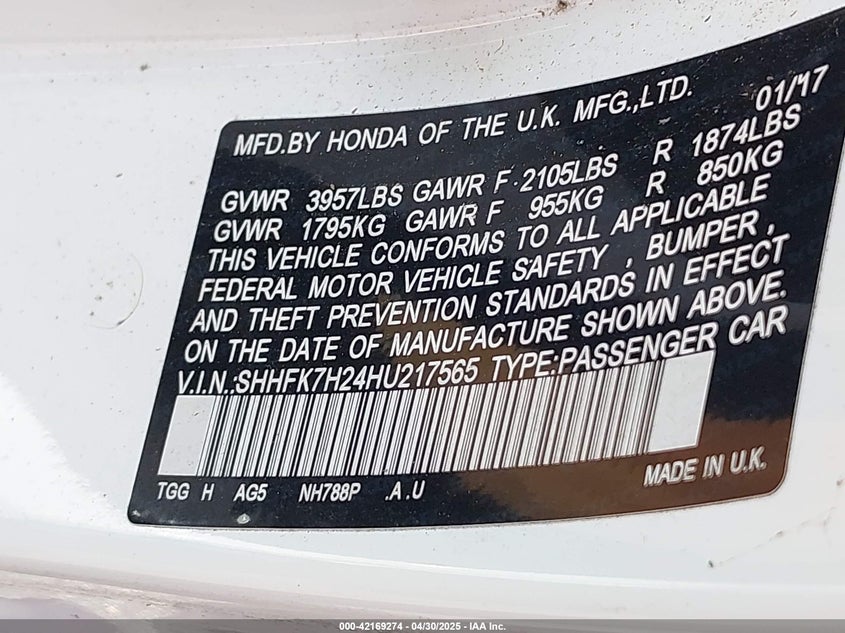 MFD.BY HONDA OF THE U.K. MFG.,LTD. 01/17
GVWR 3957LBS GAWR F 2105LBS R 1874LBS
GVWR 1795KG GAWR F 955KG R 850KG
THIS VEHICLE CONFORMS TO ALL APPLICABLE
FEDERAL MOTOR VEHICLE SAFETY , BUMPER ,
AND THEFT PREVENTION STANDARDS IN EFFECT
ON THE DATE OF MANUFACTURE SHOWN ABOVE.
V.I.N.:SHHFK7H24HU217565 TYPE:PASSENGER CAR
TGG H AG5 NH788P .A .U MADE IN U.K.
000-42169274 - 04/30/2025 - IAA Inc.